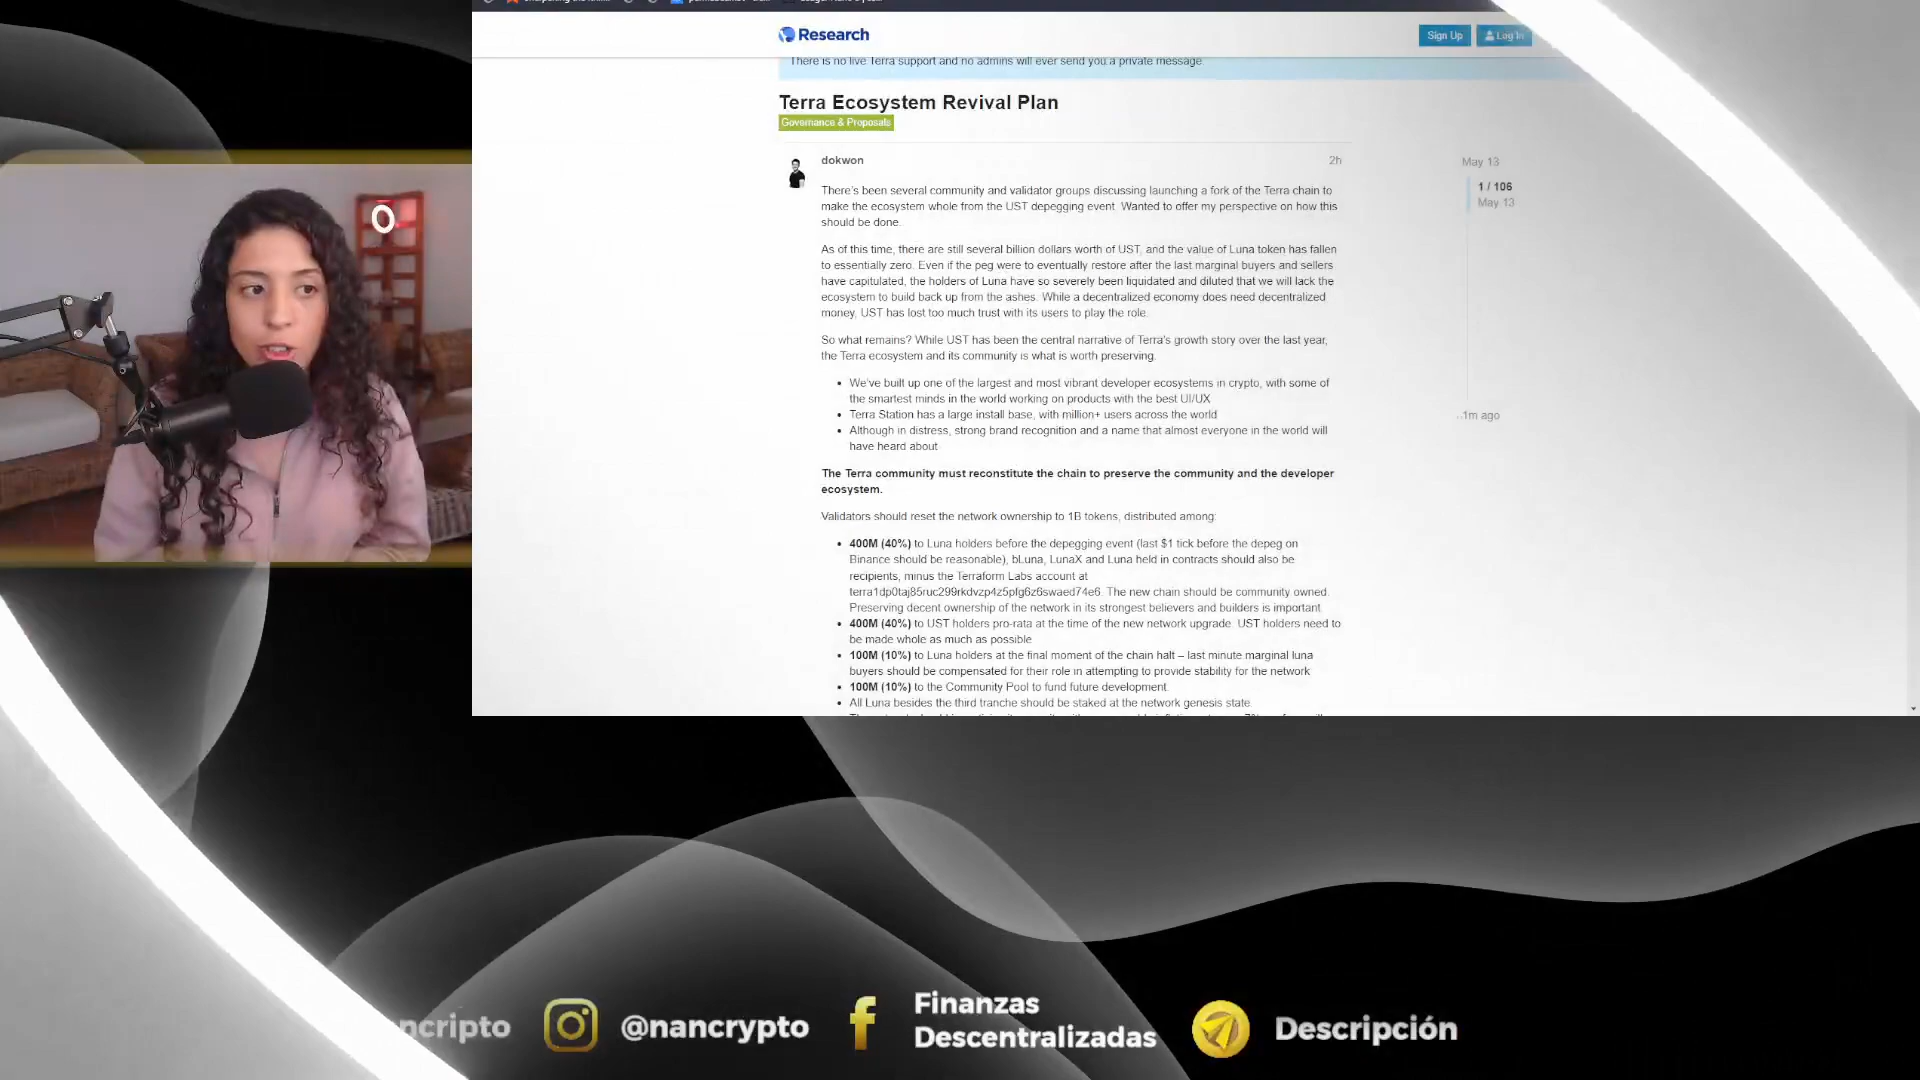 Research
Sign Up
Log In
There is no live Terra support and no admins will ever send you a private message.
Terra Ecosystem Revival Plan
Governance & Proposals
dokwon
2h
There's been several community and validator groups discussing launching a fork of the Terra chain to
make the ecosystem whole from the UST depegging event. Wanted to offer my perspective on how this
should be done.
As of this time, there are still several billion dollars worth of UST, and the value of Luna token has fallen
to essentially zero. Even if the peg were to eventually restore after the last marginal buyers and sellers
have capitulated, the holders of Luna have so severely been liquidated and diluted that we will lack the
ecosystem to build back up from the ashes. While a decentralized economy does need decentralized
money, UST has lost too much trust with its users to play the role.
So what remains? While UST has been the central narrative of Terra's growth story over the last year,
the Terra ecosystem and its community is what is worth preserving.
• We've built up one of the largest and most vibrant developer ecosystems in crypto, with some of
the smartest minds in the world working on products with the best UI/UX
• Terra Station has a large install base, with million+ users across the world
• Although in distress, strong brand recognition and a name that almost everyone in the world will
have heard about
The Terra community must reconstitute the chain to preserve the community and the developer
ecosystem.
Validators should reset the network ownership to 1B tokens, distributed among:
• 400M (40%) to Luna holders before the depegging event (last $1 tick before the depeg on
Binance should be reasonable), bLuna, LunaX and Luna held in contracts should also be
recipients, minus the Terraform Labs account at
terra1dp0taj85ruc299rkdvzp4z5pfg6z6swaed74e6. The new chain should be community owned.
Preserving decent ownership of the network in its strongest believers and builders is important
• 400M (40%) to UST holders pro-rata at the time of the new network upgrade. UST holders need to
be made whole as much as possible
• 100M (10%) to Luna holders at the final moment of the chain halt – last minute marginal luna
buyers should be compensated for their role in attempting to provide stability for the network
• 100M (10%) to the Community Pool to fund future development.
• All Luna besides the third tranche should be staked at the network genesis state.
May 13
1 / 106
May 13
1m ago
ncripto
@nancrypto
Finanzas
Descentralizadas
Descripción